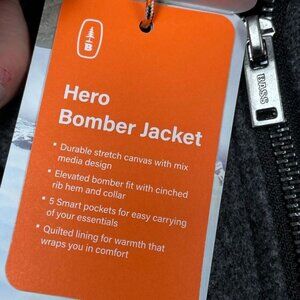 B
Hero
Bomber Jacket
* Durable stretch canvas with mix
media design
* Elevated bomber fit with cinched
rib hem and collar
* 5 Smart pockets for easy carrying
of your essentials
* Quilted lining for warmth that
wraps you in comfort
BASS